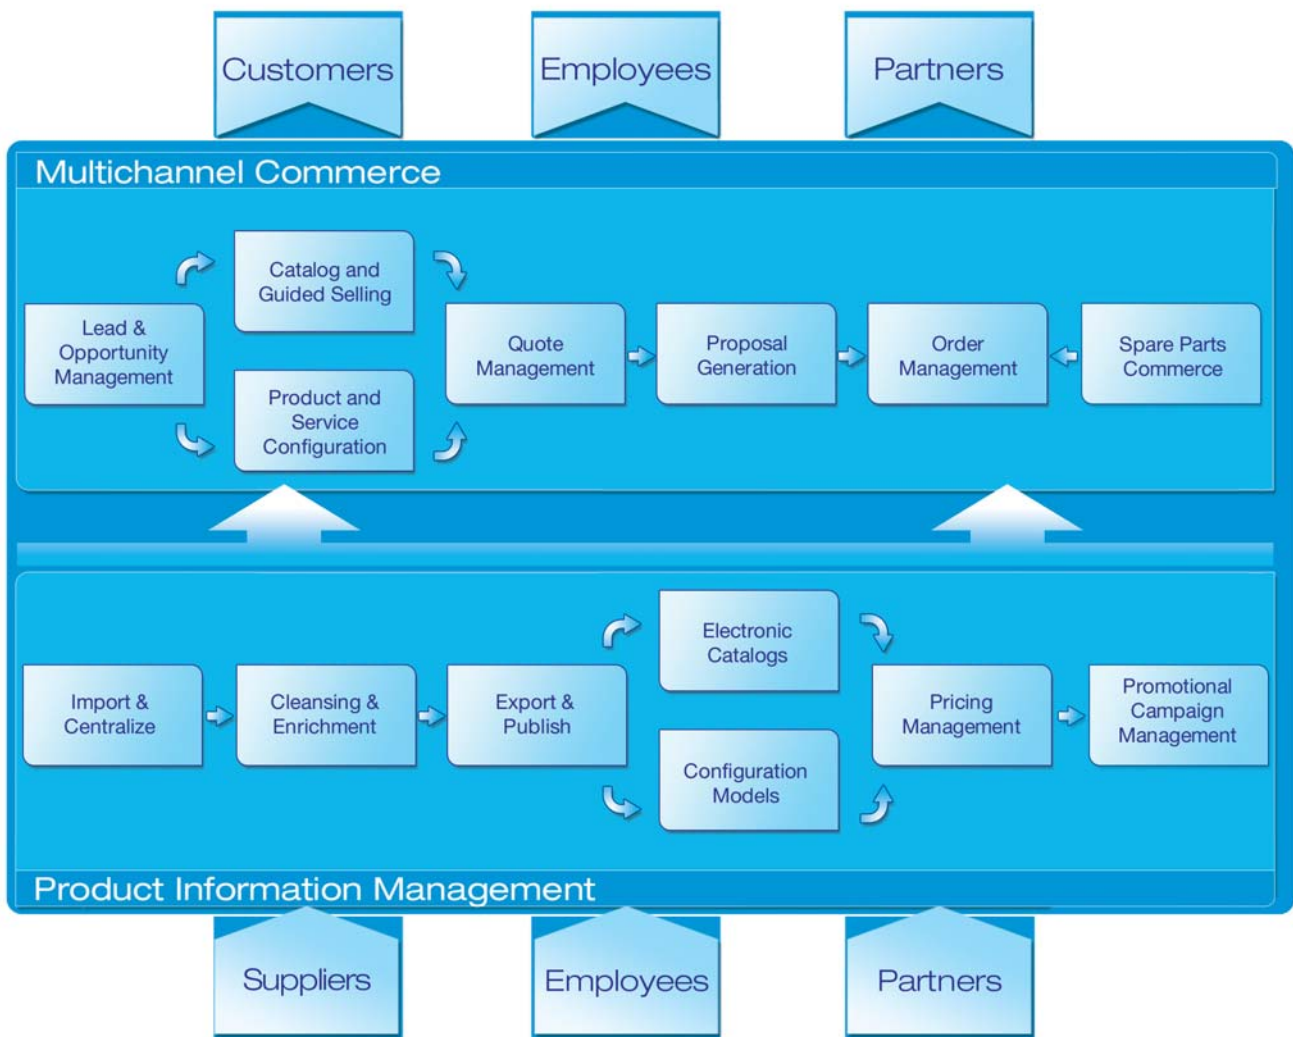 Customers
Employees
Partners
Multichannel Commerce
Lead &
Opportunity
Management
Catalog and
Guided Selling
Product and
Service
Configuration
Quote
Management
Proposal
Generation
Order
Management
Spare Parts
Commerce
Import &
Centralize
Cleansing &
Enrichment
Export &
Publish
Electronic
Catalogs
Configuration
Models
Pricing
Management
Promotional
Campaign
Management
Product Information Management
Suppliers
Employees
Partners